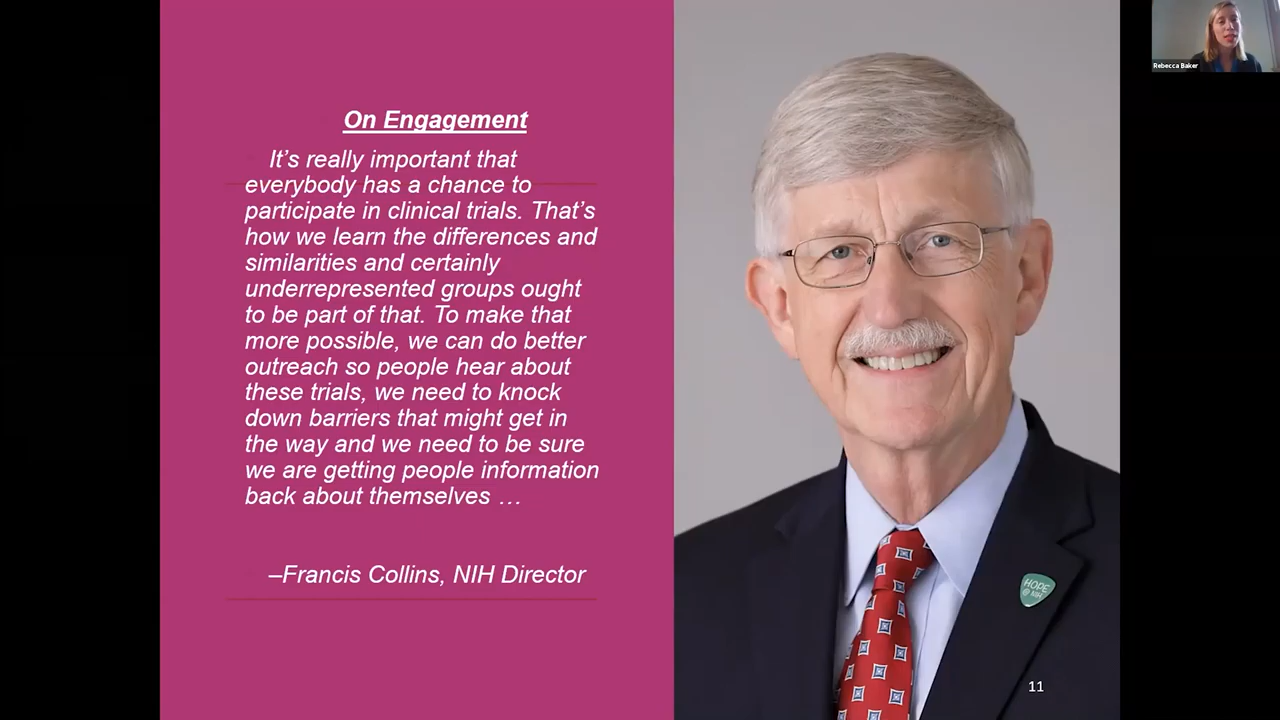 On Engagement
It’s really important that
everybody has a chance to
participate in clinical trials. That’s
how we learn the differences and
similarities and certainly
underrepresented groups ought
to be part of that. To make that
more possible, we can do better
outreach so people hear about
these trials, we need to knock
down barriers that might get in
the way and we need to be sure
we are getting people information
back about themselves …
–Francis Collins, NIH Director
HOPE
@ NIH
11
Rebecca Baker